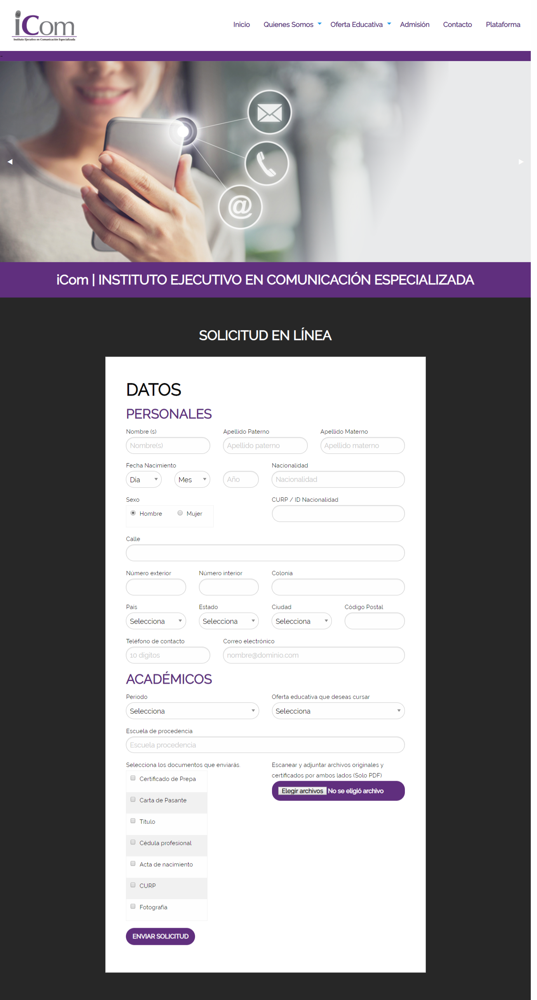 iCom
Instituto Ejecutivo en Comunicación Especializada
Inicio Quienes Somos Oferta Educativa Admisión Contacto Plataforma
-
@
iCom | INSTITUTO EJECUTIVO EN COMUNICACIÓN ESPECIALIZADA
SOLICITUD EN LÍNEA
DATOS
PERSONALES
Nombre (s) Apellido Paterno Apellido Materno
Nombre(s) Apellido paterno Apellido materno
Fecha Nacimiento Nacionalidad
Día Mes Año Nacionalidad
Sexo CURP / ID Nacionalidad
Hombre Mujer
Calle
Número exterior Número interior Colonia
País Estado Ciudad Código Postal
Selecciona Selecciona Selecciona
Teléfono de contacto Correo electrónico
10 dígitos nombre@dominio.com
ACADÉMICOS
Periodo Oferta educativa que deseas cursar
Selecciona Selecciona
Escuela de procedencia
Escuela procedencia
Selecciona los documentos que enviarás. Escanear y adjuntar archivos originales y
certificados por ambos lados (Solo PDF)
Certificado de Prepa
Elegir archivos No se eligió archivo
Carta de Pasante
Título
Cédula profesional
Acta de nacimiento
CURP
Fotografía
ENVIAR SOLICITUD